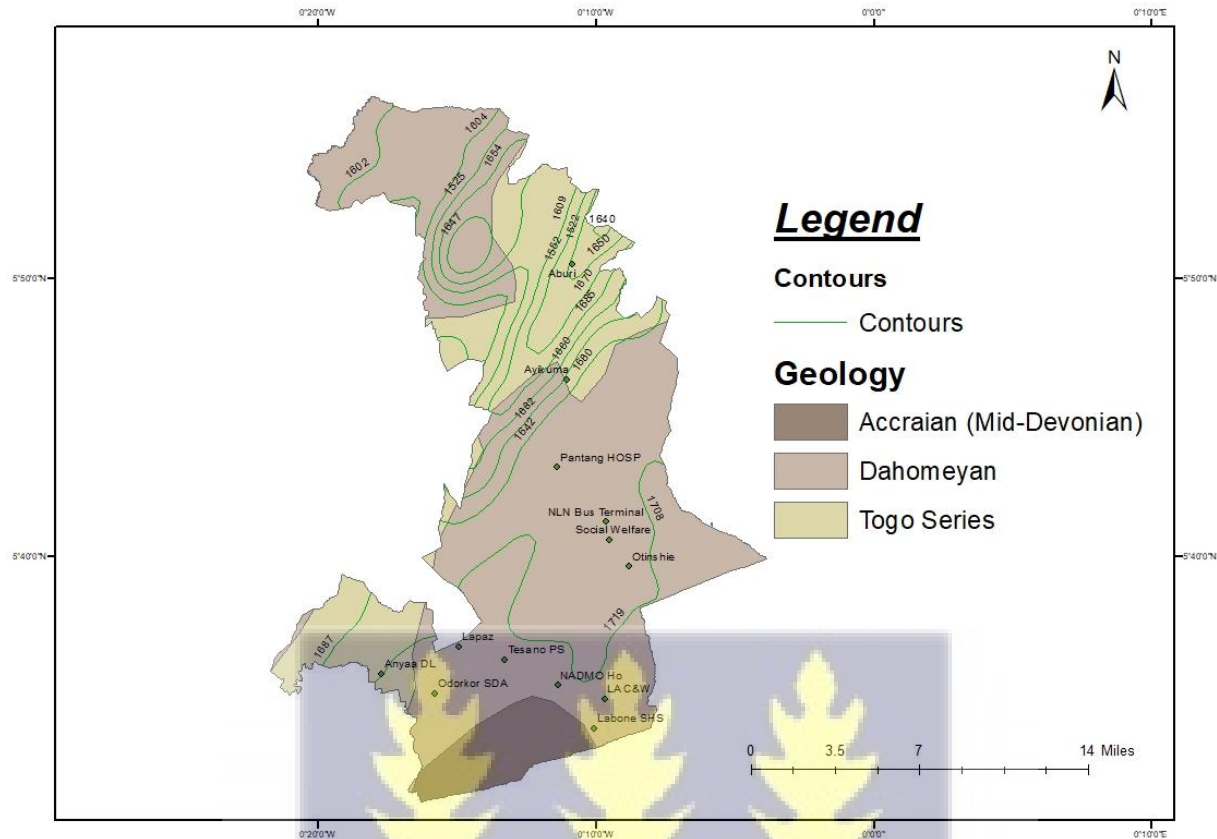 0°20'0"W 0°10'0"W 0°0'0" 0°10'0"E
N
1604
1602
1654
1525
1647
1609
1522
1640
1552
1650
Aburi
1670
5°50'0"N 5°50'0"N
1685
1660
1680
Ayikuma
1682
1642
Pantang HOSP
1708
NLN Bus Terminal
Social Welfare
5°40'0"N 5°40'0"N
Otinshie
1719
1687
Lapaz
Tesano PS
Anyaa DL
Odorkor SDA
NADMO Ho
LA C&W
Labone SHS
Legend
Contours
Contours
Geology
Accraian (Mid-Devonian)
Dahomeyan
Togo Series
0 3.5 7 14 Miles
0°20'0"W 0°10'0"W 0°0'0" 0°10'0"E